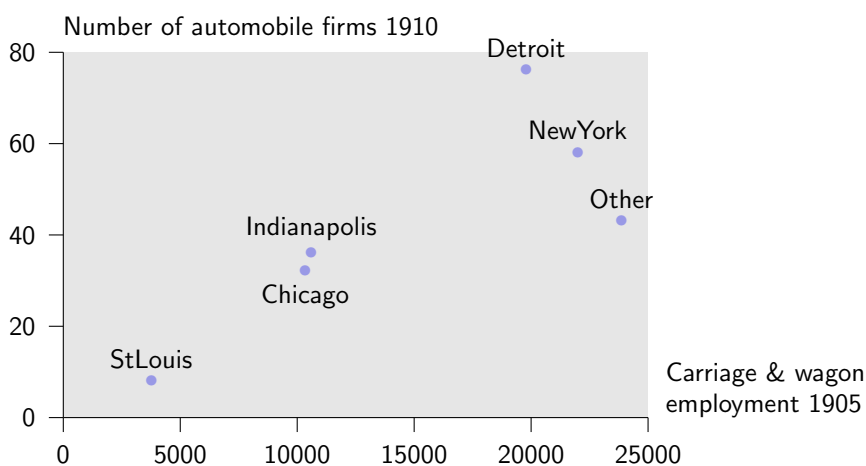 Number of automobile firms 1910
80
Detroit
60
NewYork
Other
40
Indianapolis
Chicago
20
StLouis
Carriage & wagon
employment 1905
0
0 5000 10000 15000 20000 25000